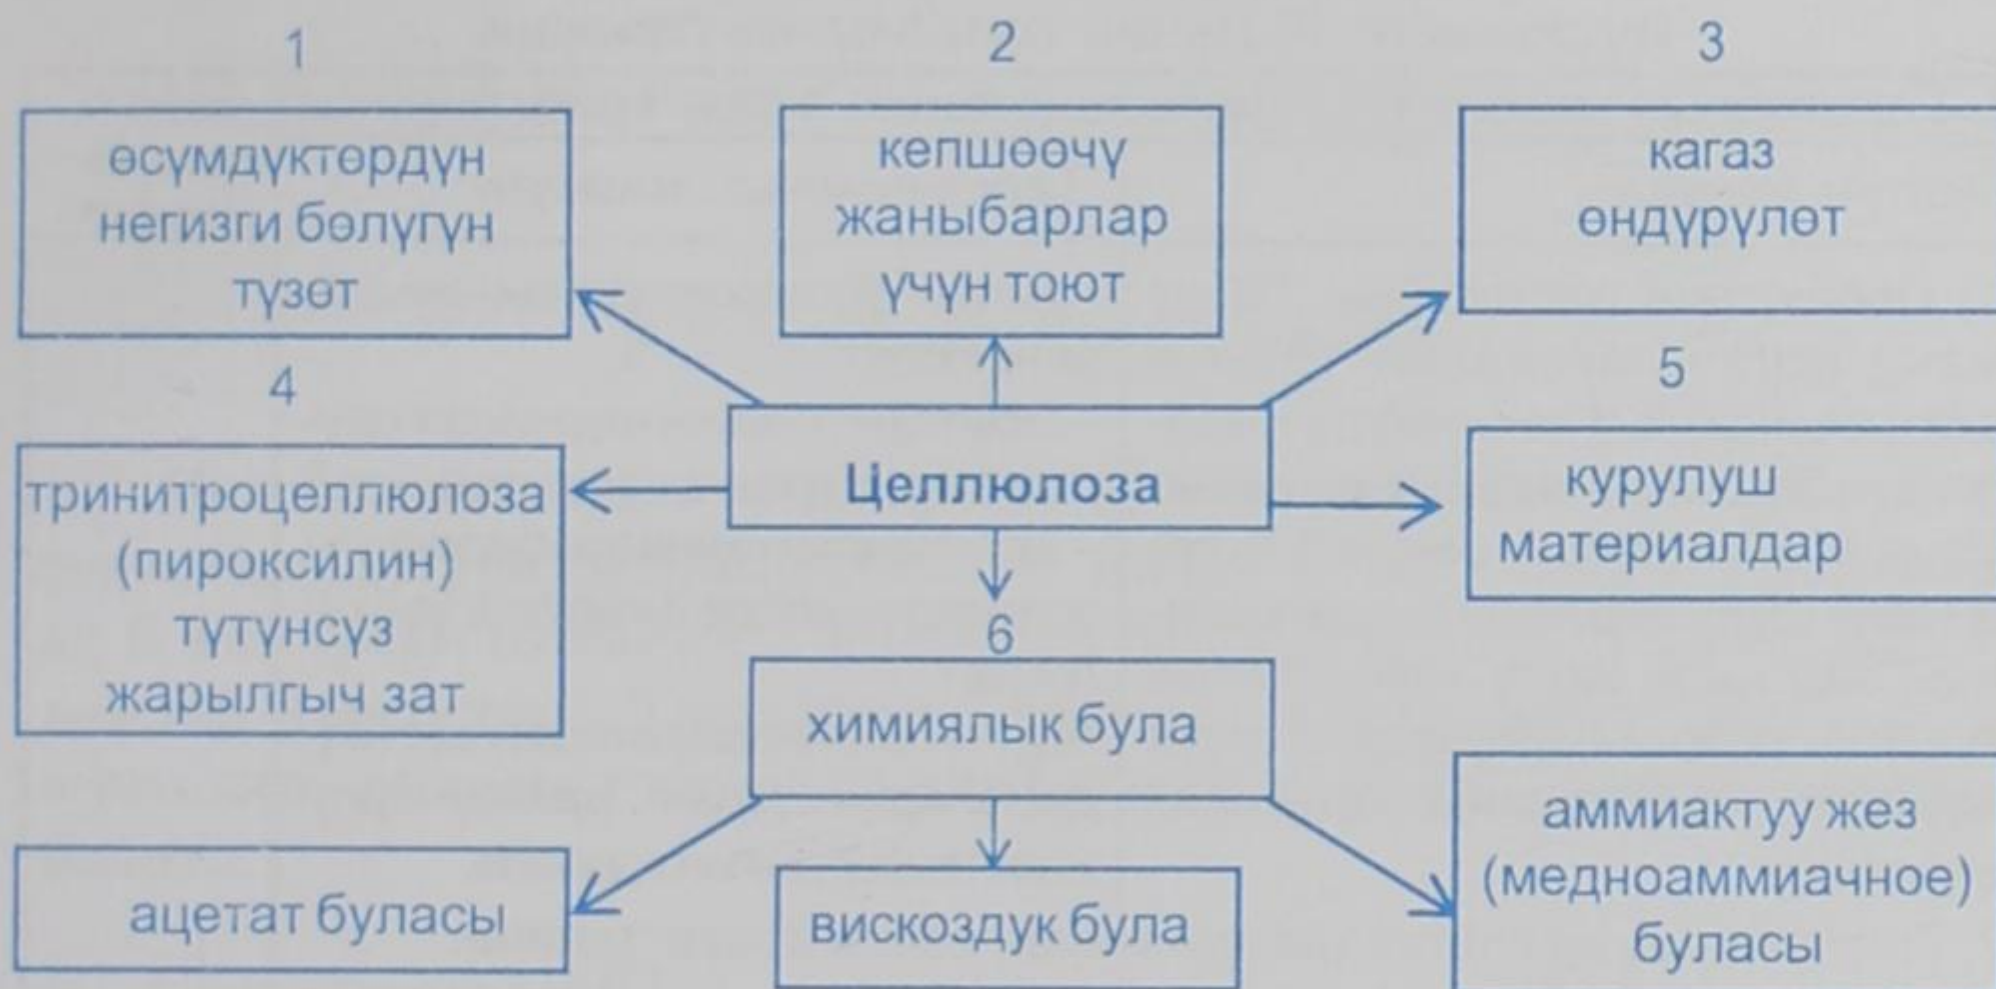 1
өсүмдүктөрдүн
негизги бөлүгүн
түзөт
2
кепшөөчү
жаныбарлар
үчүн тоют
3
кагаз
өндүрүлөт
4
тринитроцеллюлоза
(пироксилин)
түтүнсүз
жарылгыч зат
Целлюлоза
5
курулуш
материалдар
6
химиялык була
ацетат буласы
вискоздук була
аммиактуу жез
(медноаммиачное)
буласы